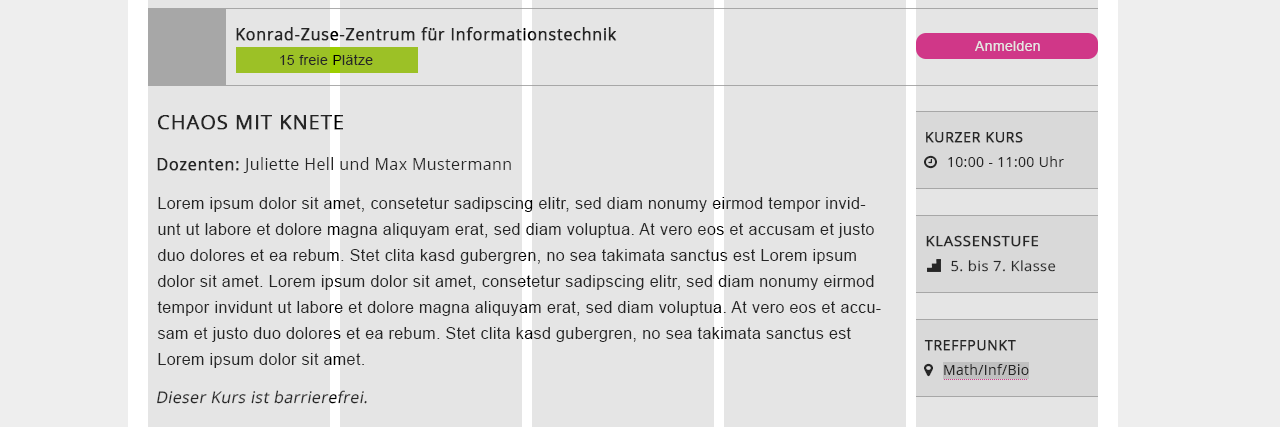 Konrad-Zuse-Zentrum für Informationstechnik
15 freie Plätze
Anmelden
CHAOS MIT KNETE
Dozenten: Juliette Hell und Max Mustermann
Lorem ipsum dolor sit amet, consetetur sadipscing elitr, sed diam nonumy eirmod tempor invid-
unt ut labore et dolore magna aliquyam erat, sed diam voluptua. At vero eos et accusam et justo
duo dolores et ea rebum. Stet clita kasd gubergren, no sea takimata sanctus est Lorem ipsum
dolor sit amet. Lorem ipsum dolor sit amet, consetetur sadipscing elitr, sed diam nonumy eirmod
tempor invidunt ut labore et dolore magna aliquyam erat, sed diam voluptua. At vero eos et accu-
sam et justo duo dolores et ea rebum. Stet clita kasd gubergren, no sea takimata sanctus est
Lorem ipsum dolor sit amet.
Dieser Kurs ist barrierefrei.
KURZER KURS
10:00 - 11:00 Uhr
KLASSENSTUFE
5. bis 7. Klasse
TREFFPUNKT
Math/Inf/Bio